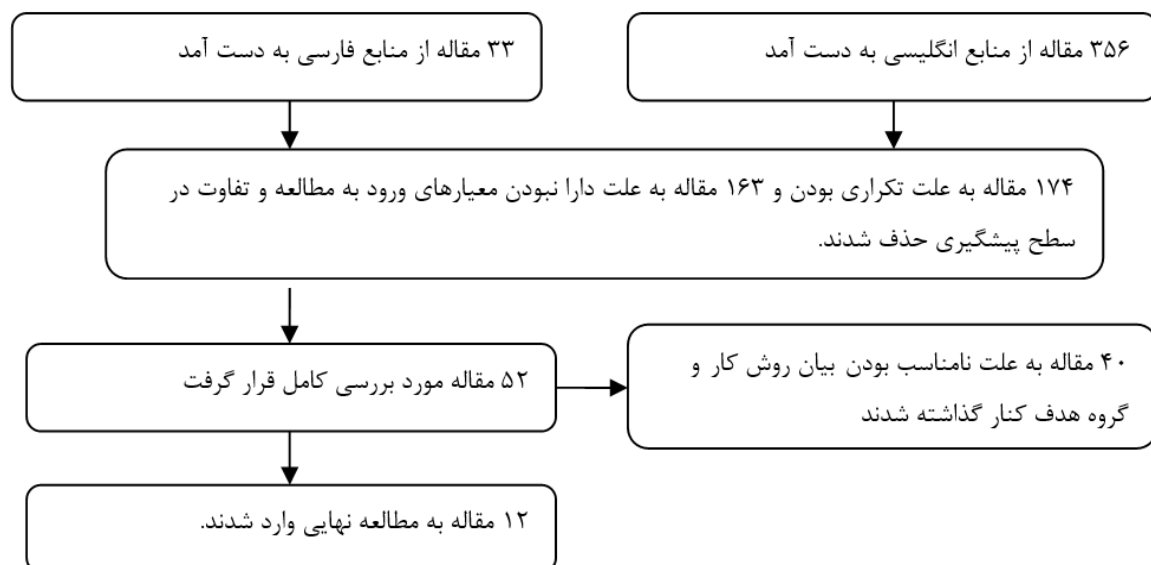 ۳۵۶ مقاله از منابع انگلیسی به دست آمد
۳۳ مقاله از منابع فارسی به دست آمد
۱۷۴ مقاله به علت تکراری بودن و ۱۶۳ مقاله به علت دارا نبودن معیارهای ورود به مطالعه و تفاوت در
سطح پیشگیری حذف شدند.
۵۲ مقاله مورد بررسی کامل قرار گرفت
۴۰ مقاله به علت نامناسب بودن بیان روش کار و
گروه هدف کنار گذاشته شدند
۱۲ مقاله به مطالعه نهایی وارد شدند.